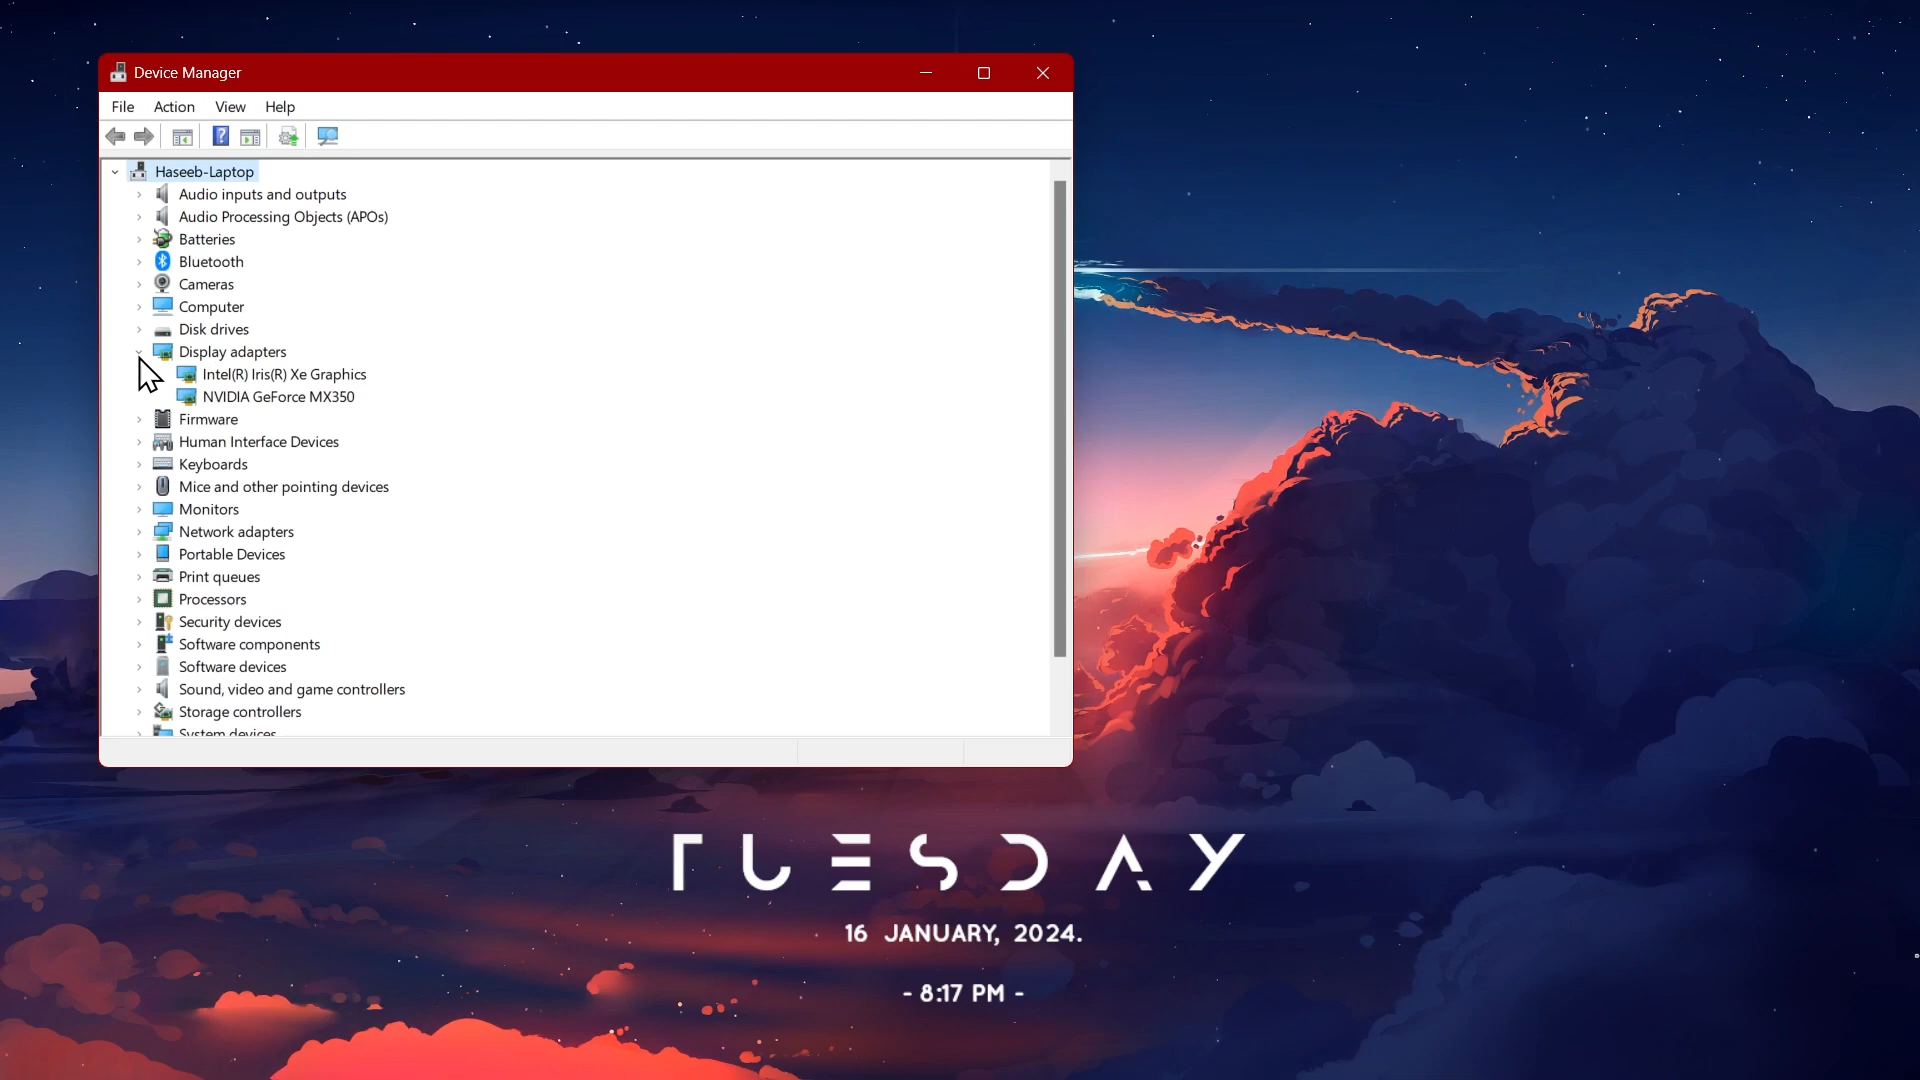 Device Manager
File Action View Help
Haseeb-Laptop
Audio inputs and outputs
Audio Processing Objects (APOs)
Batteries
Bluetooth
Cameras
Computer
Disk drives
Display adapters
Intel(R) Iris(R) Xe Graphics
NVIDIA GeForce MX350
Firmware
Human Interface Devices
Keyboards
Mice and other pointing devices
Monitors
Network adapters
Portable Devices
Print queues
Processors
Security devices
Software components
Software devices
Sound, video and game controllers
Storage controllers
System devices
TUESDAY
16 JANUARY, 2024.
- 8:17 PM -